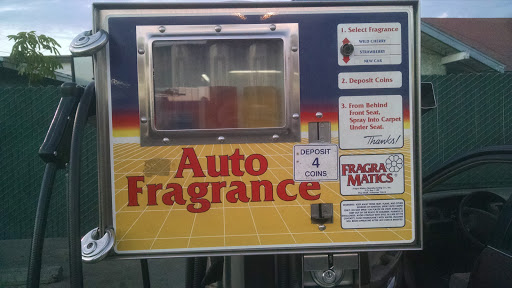 1. Select Fragrance
WILD CHERRY
STRAWBERRY
NEW CAR
2. Deposit Coins
3. From Behind
Front Seat,
Spray Into Carpet
Under Seat.
Thanks!
DEPOSIT
4
COINS
Auto
Fragrance
FRAGRA
MATICS